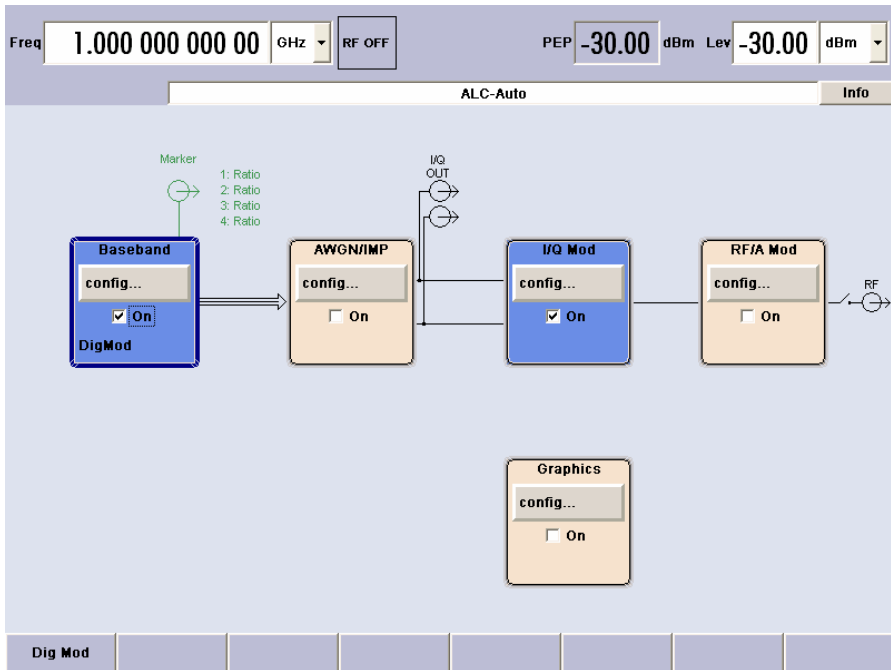 Freq 1.000 000 000 00 GHz RF OFF PEP -30.00 dBm Lev -30.00 dBm
ALC-Auto Info
Marker
1: Ratio
2: Ratio
3: Ratio
4: Ratio
I/Q
OUT
Baseband
config...
On
DigMod
AWGN/IMP
config...
On
I/Q Mod
config...
On
RF/A Mod
config...
On
RF
Graphics
config...
On
Dig Mod